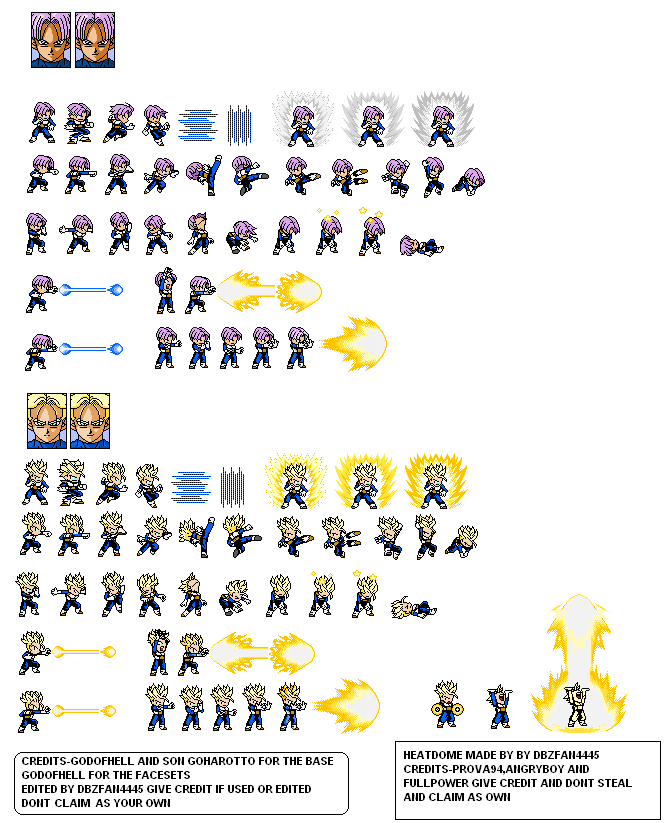 CREDITS-GODOFHELL AND SON GOHAROTTO FOR THE BASE
GODOFHELL FOR THE FACESETS
EDITED BY DBZFAN4445 GIVE CREDIT IF USED OR EDITED
DONT CLAIM AS YOUR OWN
HEATDOME MADE BY BY DBZFAN4445
CREDITS-PROVA94,ANGRYBOY AND
FULLPOWER GIVE CREDIT AND DONT STEAL
AND CLAIM AS OWN